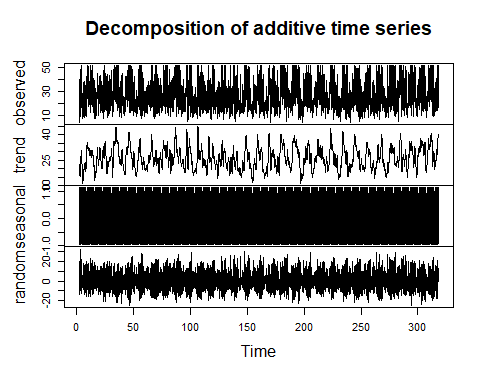 Decomposition of additive time series
observed
10 30 50
trend
25 40
seasonal
-1.0 0.0 1.0
random
-20 0 20
0 50 100 150 200 250 300
Time